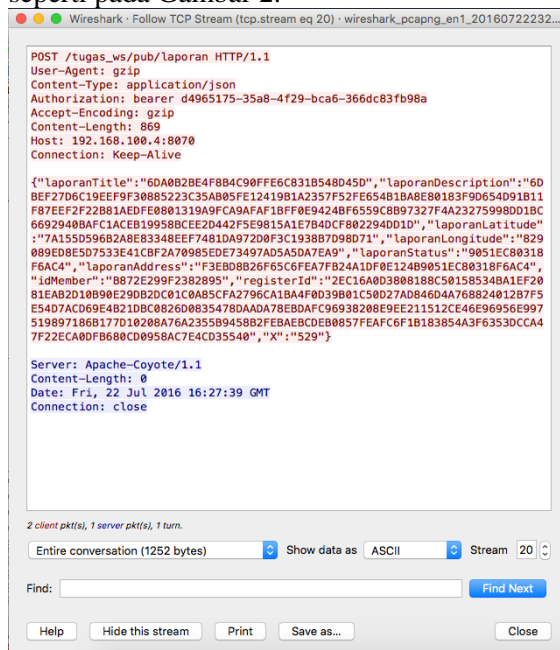 seperti pada Gambar 2.
Wireshark · Follow TCP Stream (tcp.stream eq 20) · wireshark_pcapng_en1_20160722232...
POST /tugas_ws/pub/laporan HTTP/1.1
User-Agent: gzip
Content-Type: application/json
Authorization: bearer d4965175-35a8-4f29-bca6-366dc83fb98a
Accept-Encoding: gzip
Content-Length: 869
Host: 192.168.100.4:8070
Connection: Keep-Alive
{"laporanTitle":"6DA0B2BE4F8B4C90FFE6C831B548D45D","laporanDescription":"6D
BEF27D6C19EEF9F30885223C35AB05FE12419B1A2357F52FE654B1BA8E80183F9D654D91B11
F87EEF2F22B81AEDFE0801319A9FCA9AFAF1BFF0E9424BF6559C8B97327F4A23275998DD1BC
6692940BAFC1ACEB19958BCEE2D442F5E9815A1E7B4DCF802294DD1D","laporanLatitude"
:"7A155D596B2A8E83348EEF7481DA972D0F3C1938B7D98D71","laporanLongitude":"829
089ED8E5D7533E41CBF2A70985EDE73497AD5A5DA7EA9","laporanStatus":"9051EC80318
F6AC4","laporanAddress":"F3EBD8B26F65C6FEA7FB24A1DF0E124B9051EC80318F6AC4",
"idMember":"B872E299F2382895","registerId":"2EC16A0D3808188C50158534BA1EF20
81EAB2D10B90E29DB2DC01C0A85CFA2796CA1BA4F0D39B01C50D27AD846D4A768824012B7F5
E54D7ACD69E4B21DBC0826D0835478DAADA78EBDAFC96938208E9EE211512CE46E96956E997
519897186B177D10208A76A2355B9458B2FEBAEBCDEB0857FEAFC6F1B183854A3F6353DCCA4
7F22ECA0DFB680CD0958AC7E4CD35540","X":"529"}
Server: Apache-Coyote/1.1
Content-Length: 0
Date: Fri, 22 Jul 2016 16:27:39 GMT
Connection: close
2 client pkt(s), 1 server pkt(s), 1 turn.
Entire conversation (1252 bytes) Show data as ASCII Stream 20
Find: Find Next
Help Hide this stream Print Save as... Close